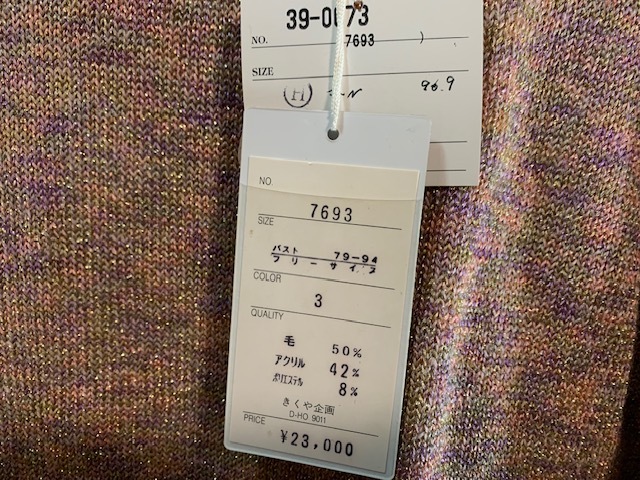 39-0673
NO. 7693 )
SIZE
H 96.9
NO.
7693
SIZE
バスト 79-94
フリーサイズ
COLOR
3
QUALITY
毛 50%
アクリル 42%
ポリエステル 8%
きくや企画
D-HO 9011
PRICE
¥23,000